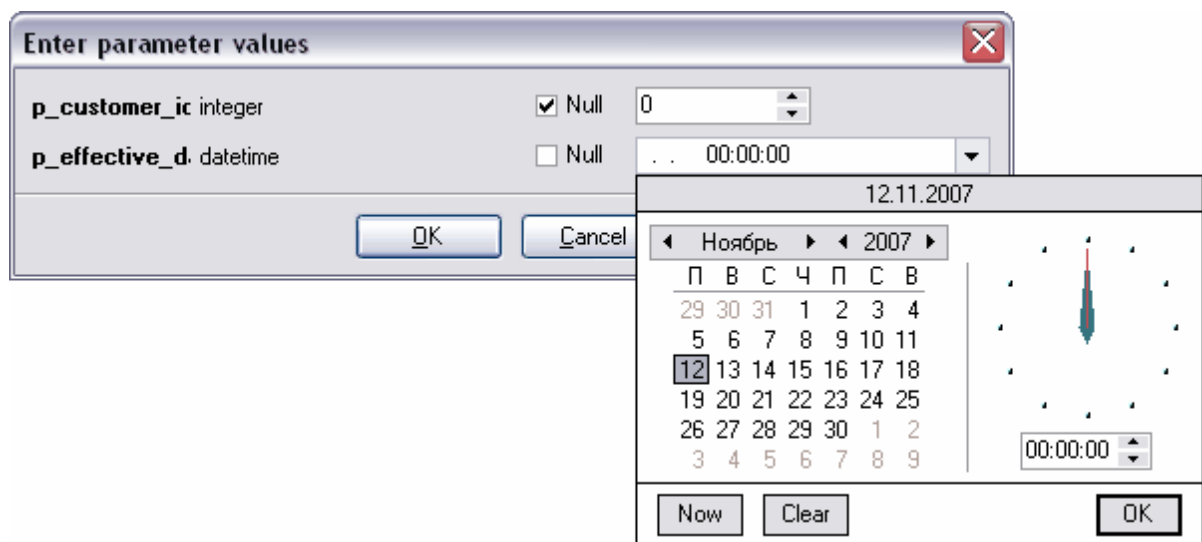 Enter parameter values
p_customer_ic integer Null 0
p_effective_d datetime Null . . 00:00:00
OK Cancel
12.11.2007
Ноябрь 2007
П В С Ч П С В
29 30 31 1 2 3 4
5 6 7 8 9 10 11
12 13 14 15 16 17 18
19 20 21 22 23 24 25
26 27 28 29 30 1 2
3 4 5 6 7 8 9
00:00:00
Now Clear OK